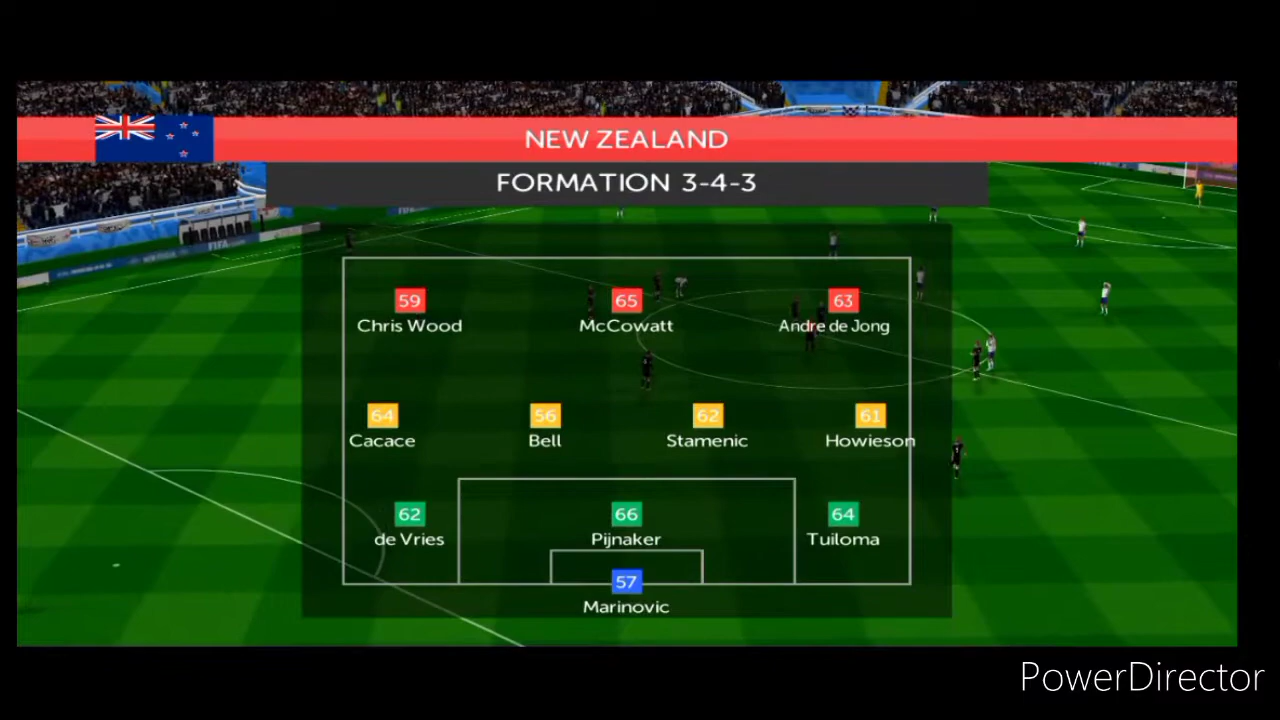 NEW ZEALAND
FORMATION 3-4-3
FIFA
59 65 63
Chris Wood McCowatt Andre de Jong
64 56 62 61
Cacace Bell Stamenic Howieson
62 66 64
de Vries Pijnaker Tuiloma
57
Marinovic
PowerDirector